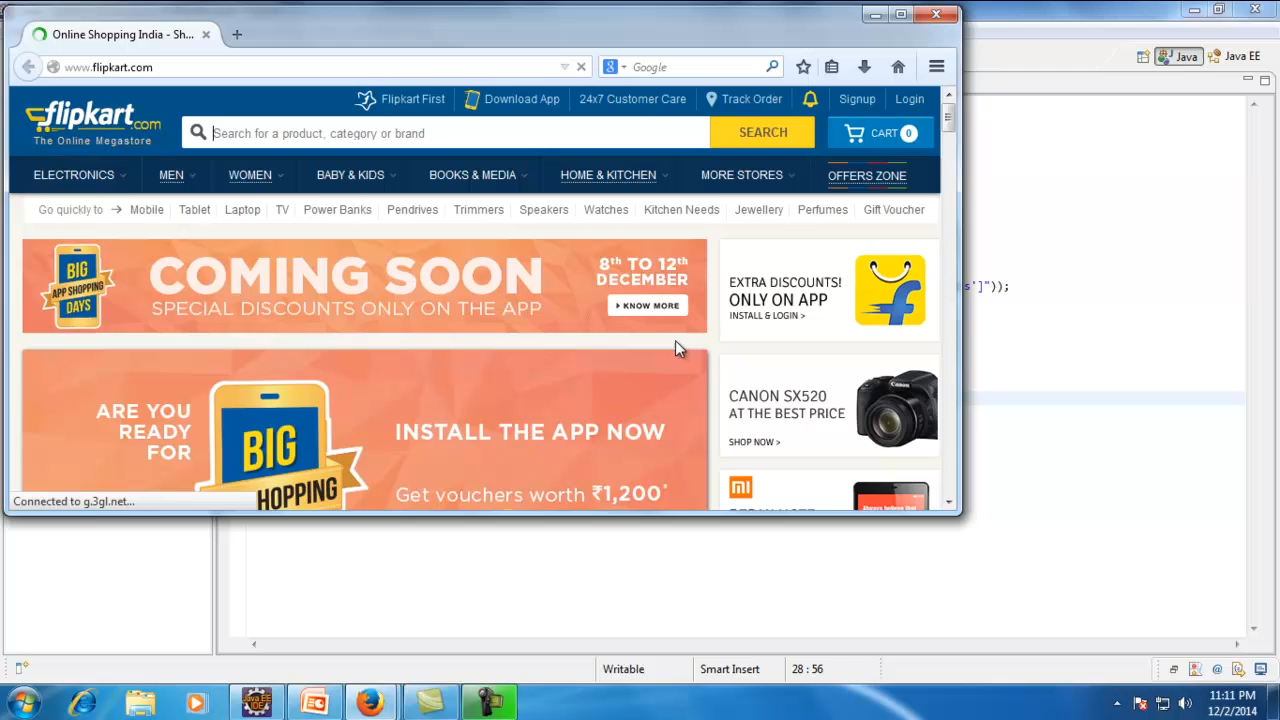 Online Shopping India - Sh...
www.flipkart.com
Google
Java
Java EE
Flipkart First
Download App
24x7 Customer Care
Track Order
Signup
Login
flipkart.com
The Online Megastore
Search for a product, category or brand
SEARCH
CART 0
ELECTRONICS
MEN
WOMEN
BABY & KIDS
BOOKS & MEDIA
HOME & KITCHEN
MORE STORES
OFFERS ZONE
Go quickly to
Mobile
Tablet
Laptop
TV
Power Banks
Pendrives
Trimmers
Speakers
Watches
Kitchen Needs
Jewellery
Perfumes
Gift Voucher
BIG
APP SHOPPING
DAYS
COMING SOON
SPECIAL DISCOUNTS ONLY ON THE APP
8th TO 12th
DECEMBER
KNOW MORE
EXTRA DISCOUNTS!
ONLY ON APP
INSTALL & LOGIN >
s']"));
ARE YOU
READY
FOR
BIG
HOPPING
INSTALL THE APP NOW
Get vouchers worth ₹1,200*
CANON SX520
AT THE BEST PRICE
SHOP NOW >
Canon
mi
Connected to g.3gl.net...
Writable
Smart Insert
28 : 56
Java EE
IDE
11:11 PM
12/2/2014